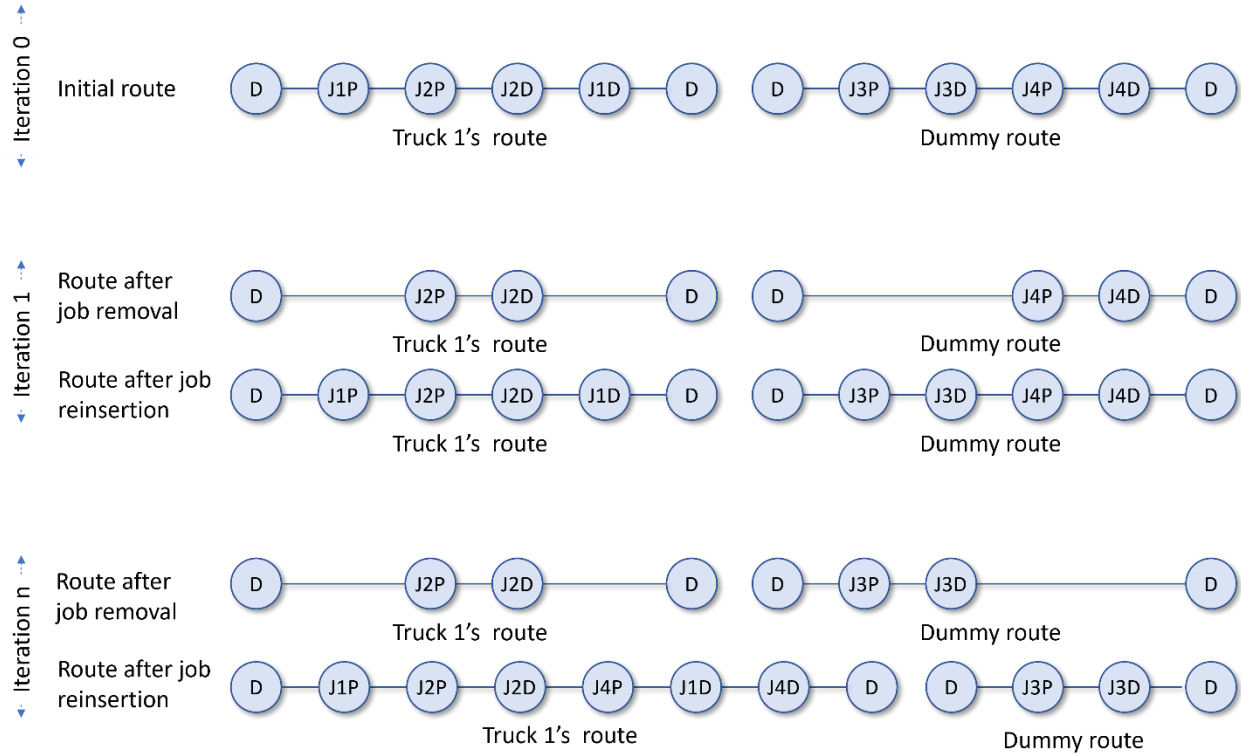 Iteration 0
Initial route
D J1P J2P J2D J1D D D J3P J3D J4P J4D D
Truck 1's route Dummy route
Iteration 1
Route after
job removal
D J2P J2D D D J4P J4D D
Truck 1's route Dummy route
Route after job
reinsertion
D J1P J2P J2D J1D D D J3P J3D J4P J4D D
Truck 1's route Dummy route
Iteration n
Route after
job removal
D J2P J2D D D J3P J3D D
Truck 1's route Dummy route
Route after job
reinsertion
D J1P J2P J2D J4P J1D J4D D D J3P J3D D
Truck 1's route Dummy route